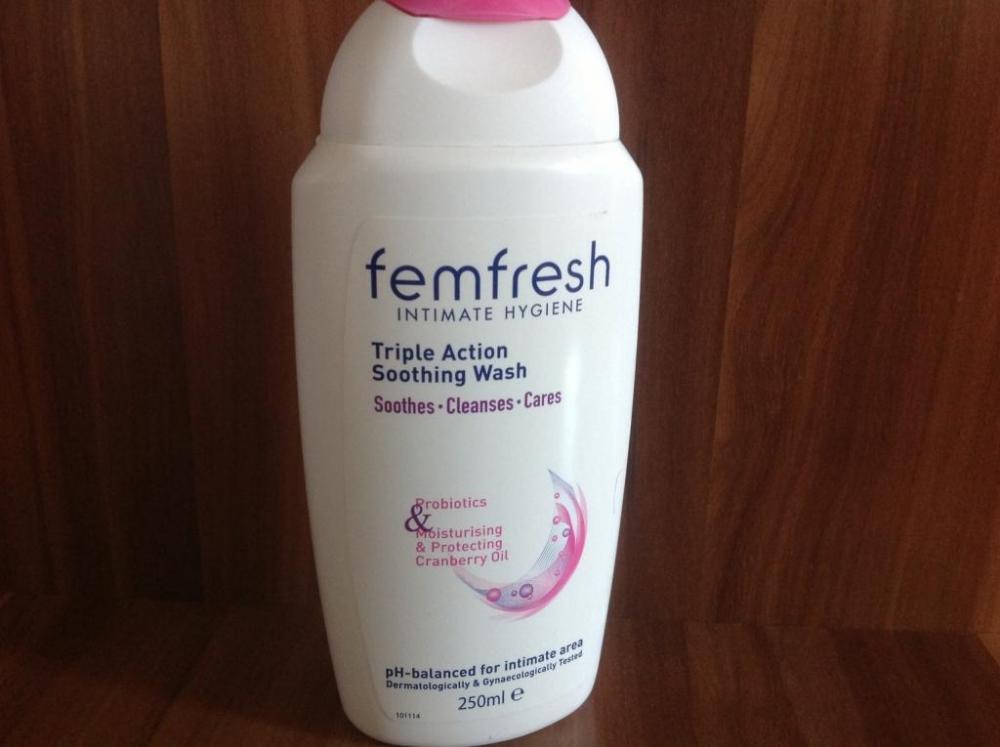 femfresh
INTIMATE HYGIENE
Triple Action
Soothing Wash
Soothes • Cleanses • Cares
Probiotics
&
Moisturising
& Protecting
Cranberry Oil
pH-balanced for intimate area
Dermatologically & Gynaecologically Tested
250ml e
101114